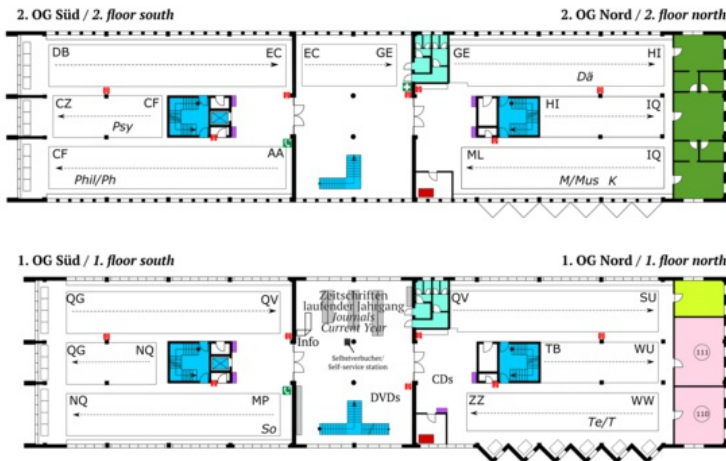 2. OG Süd / 2. floor south
2. OG Nord / 2. floor north
DB EC
EC GE
GE HI
Dä
CZ CF
Psy
HI IQ
CF AA
Phil/Ph
ML IQ
M/Mus K
1. OG Süd / 1. floor south
1. OG Nord / 1. floor north
QG QV
Zeitschriften
laufender Jahrgang
Journals
Current Year
QV SU
Info
QG NQ
Selbstverbucher/
Self-service station
TB WU
111
CDs
NQ MP
So
DVDs
ZZ WW
Te/T
110